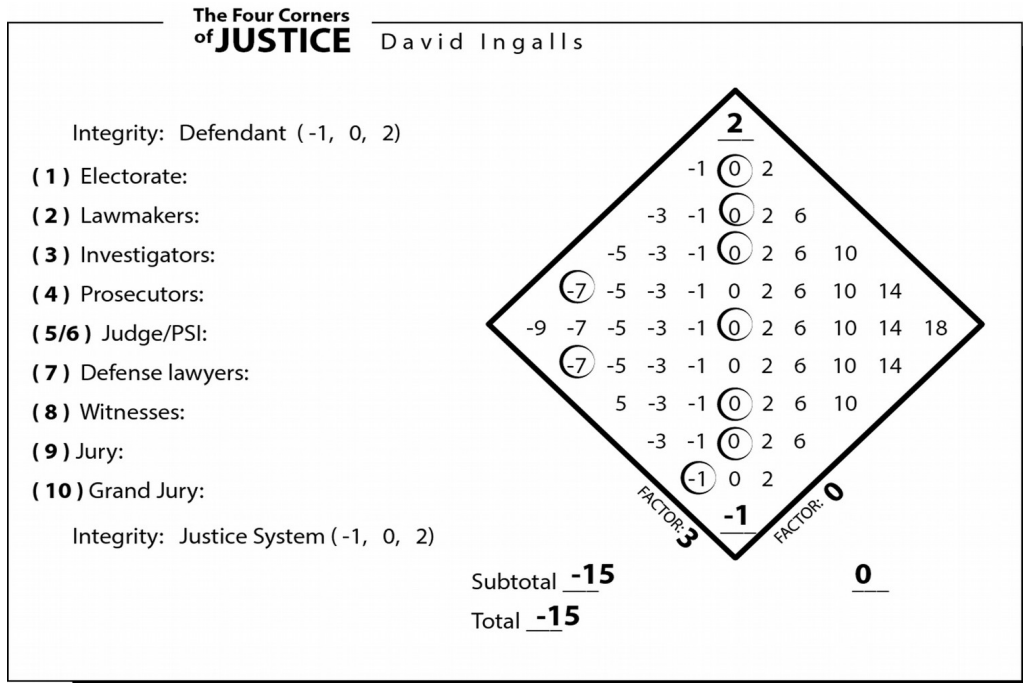 The Four Corners
of JUSTICE David Ingalls
2
Integrity: Defendant (-1, 0, 2)
(1) Electorate: -1 0 2
(2) Lawmakers: -3 -1 0 2 6
(3) Investigators: -5 -3 -1 0 2 6 10
(4) Prosecutors: -7 -5 -3 -1 0 2 6 10 14
(5/6) Judge/PSI: -9 -7 -5 -3 -1 0 2 6 10 14 18
(7) Defense lawyers: -7 -5 -3 -1 0 2 6 10 14
(8) Witnesses: 5 -3 -1 0 2 6 10
(9) Jury: -3 -1 0 2 6
(10) Grand Jury: -1 0 2
FACTOR: 3
FACTOR: 0
Integrity: Justice System (-1, 0, 2) -1
Subtotal -15 0
Total -15